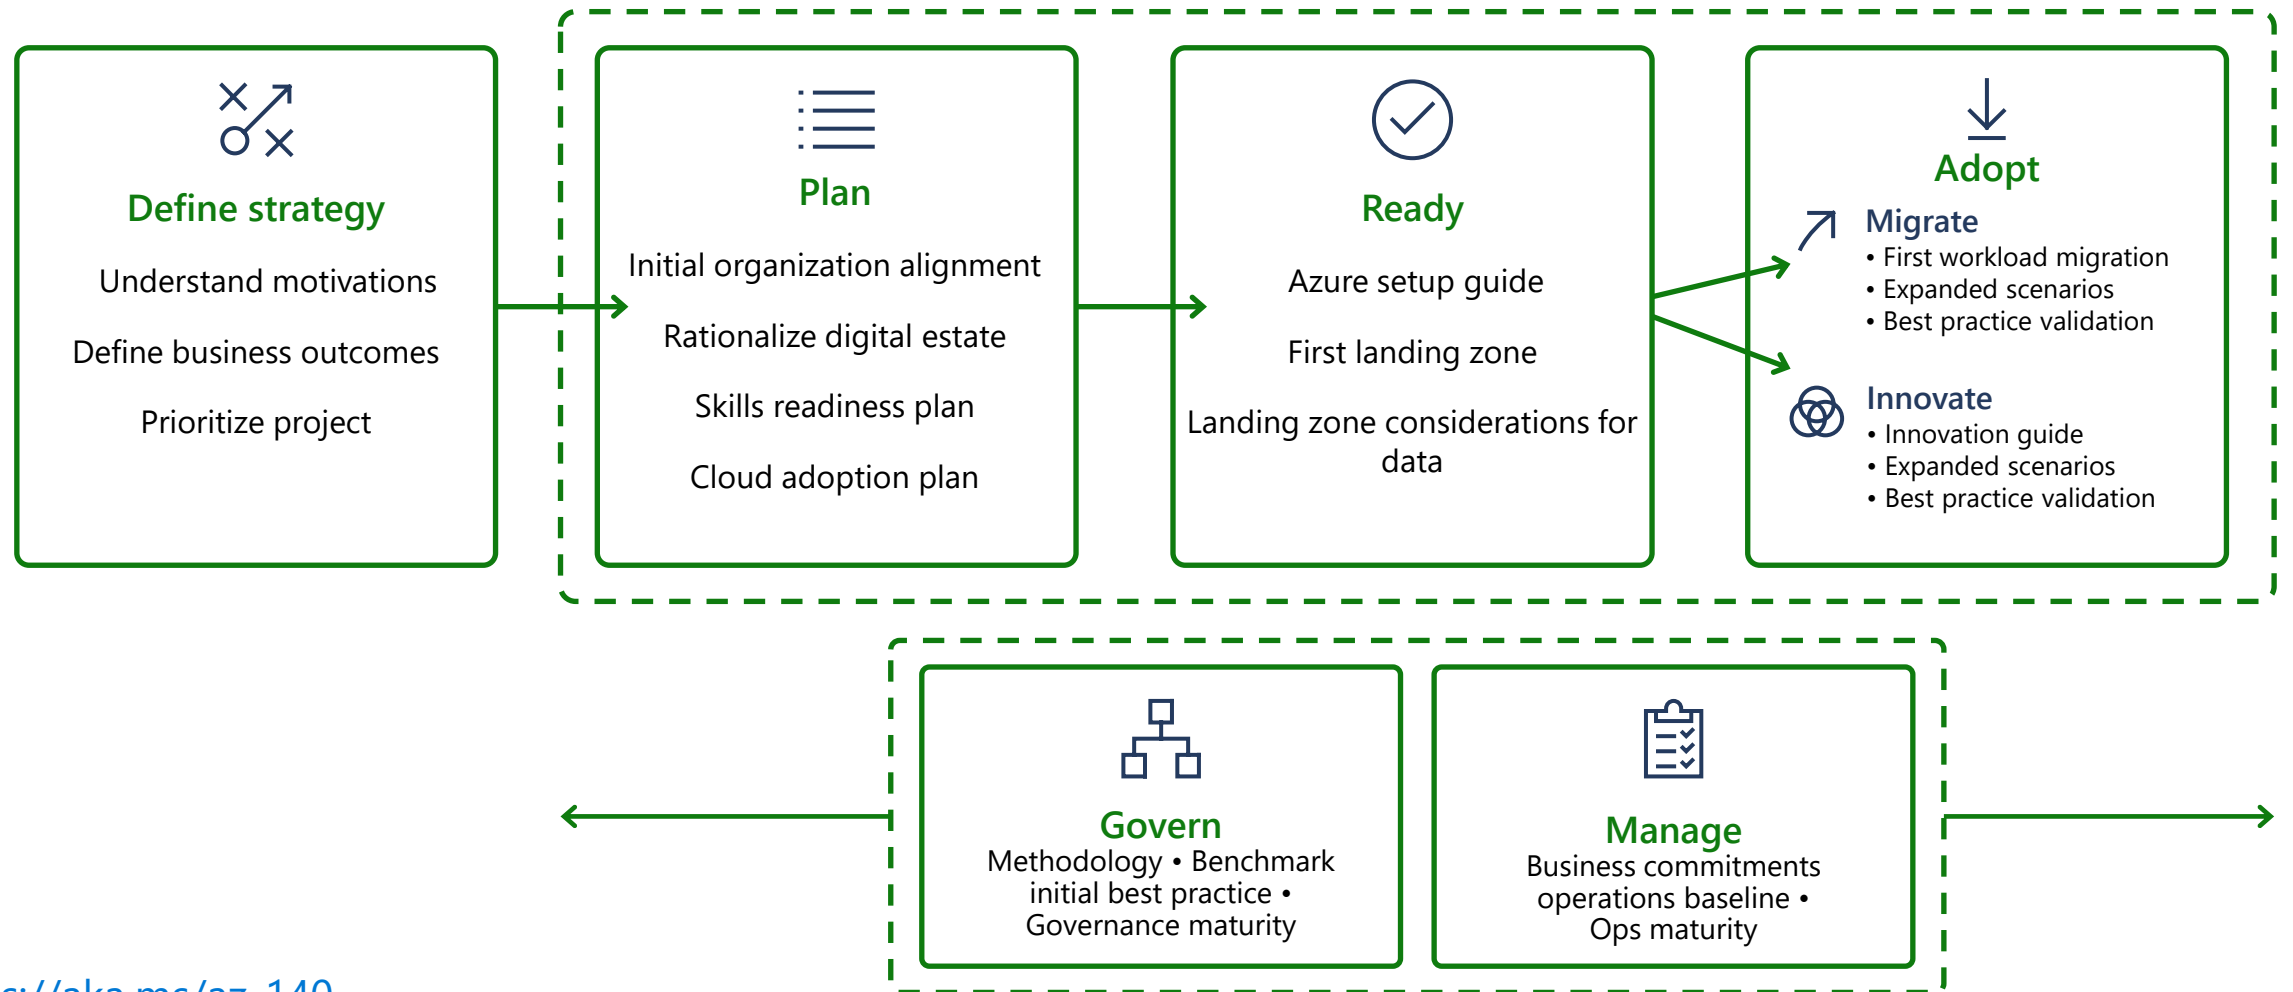 Define strategy
Understand motivations
Define business outcomes
Prioritize project
Plan
Initial organization alignment
Rationalize digital estate
Skills readiness plan
Cloud adoption plan
Ready
Azure setup guide
First landing zone
Landing zone considerations for
data
Adopt
Migrate
• First workload migration
• Expanded scenarios
• Best practice validation
Innovate
• Innovation guide
• Expanded scenarios
• Best practice validation
Govern
Methodology • Benchmark
initial best practice •
Governance maturity
Manage
Business commitments
operations baseline •
Ops maturity